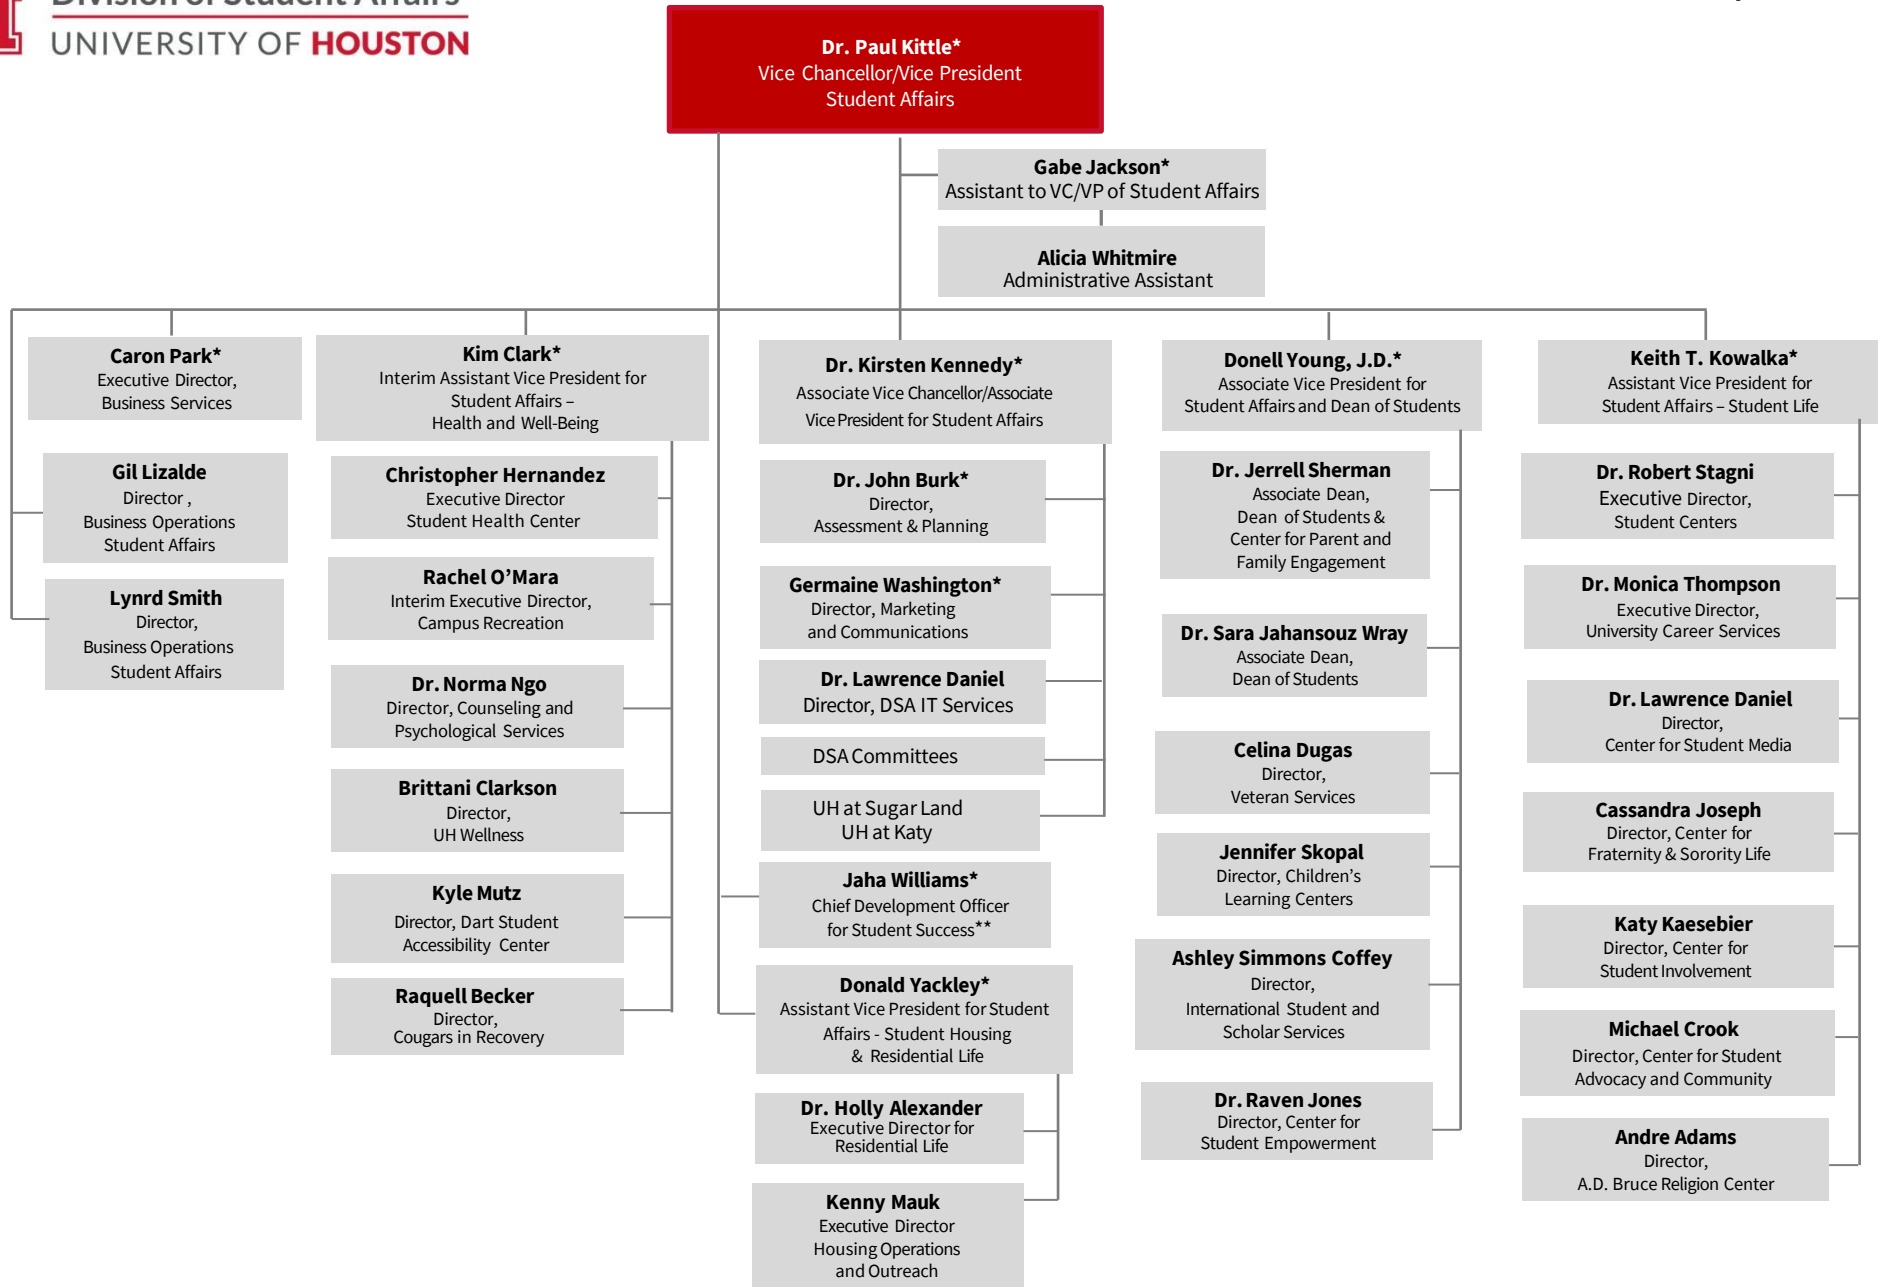 Division of Student Affairs
UNIVERSITY OF HOUSTON
Dr. Paul Kittle*
Vice Chancellor/Vice President
Student Affairs
Gabe Jackson*
Assistant to VC/VP of Student Affairs
Alicia Whitmire
Administrative Assistant
Caron Park*
Executive Director,
Business Services
Gil Lizalde
Director ,
Business Operations
Student Affairs
Lynrd Smith
Director,
Business Operations
Student Affairs
Kim Clark*
Interim Assistant Vice President for
Student Affairs –
Health and Well-Being
Christopher Hernandez
Executive Director
Student Health Center
Rachel O’Mara
Interim Executive Director,
Campus Recreation
Dr. Norma Ngo
Director, Counseling and
Psychological Services
Brittani Clarkson
Director,
UH Wellness
Kyle Mutz
Director, Dart Student
Accessibility Center
Raquell Becker
Director,
Cougars in Recovery
Dr. Kirsten Kennedy*
Associate Vice Chancellor/Associate
Vice President for Student Affairs
Dr. John Burk*
Director,
Assessment & Planning
Germaine Washington*
Director, Marketing
and Communications
Dr. Lawrence Daniel
Director, DSA IT Services
DSA Committees
UH at Sugar Land
UH at Katy
Jaha Williams*
Chief Development Officer
for Student Success**
Donald Yackley*
Assistant Vice President for Student
Affairs - Student Housing
& Residential Life
Dr. Holly Alexander
Executive Director for
Residential Life
Kenny Mauk
Executive Director
Housing Operations
and Outreach
Donell Young, J.D.*
Associate Vice President for
Student Affairs and Dean of Students
Dr. Jerrell Sherman
Associate Dean,
Dean of Students &
Center for Parent and
Family Engagement
Dr. Sara Jahansouz Wray
Associate Dean,
Dean of Students
Celina Dugas
Director,
Veteran Services
Jennifer Skopal
Director, Children’s
Learning Centers
Ashley Simmons Coffey
Director,
International Student and
Scholar Services
Dr. Raven Jones
Director, Center for
Student Empowerment
Keith T. Kowalka*
Assistant Vice President for
Student Affairs – Student Life
Dr. Robert Stagni
Executive Director,
Student Centers
Dr. Monica Thompson
Executive Director,
University Career Services
Dr. Lawrence Daniel
Director,
Center for Student Media
Cassandra Joseph
Director, Center for
Fraternity & Sorority Life
Katy Kaesebier
Director, Center for
Student Involvement
Michael Crook
Director, Center for Student
Advocacy and Community
Andre Adams
Director,
A.D. Bruce Religion Center